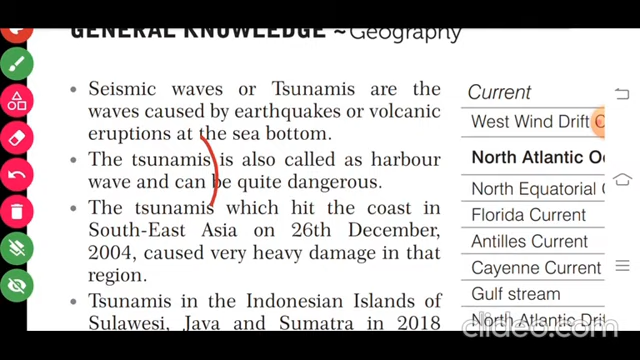 GENERAL KNOWLEDGE ~Geography
Seismic waves or Tsunamis are the
waves caused by earthquakes or volcanic
eruptions at the sea bottom.
The tsunamis is also called as harbour
wave and can be quite dangerous.
The tsunamis which hit the coast in
South-East Asia on 26th December,
2004, caused very heavy damage in that
region.
Tsunamis in the Indonesian Islands of
Sulawesi, Java and Sumatra in 2018
Current
West Wind Drift
North Atlantic
North Equatorial
Florida Current
Antilles Current
Cayenne Current
Gulf stream
North Atlantic Drift
clideo.com